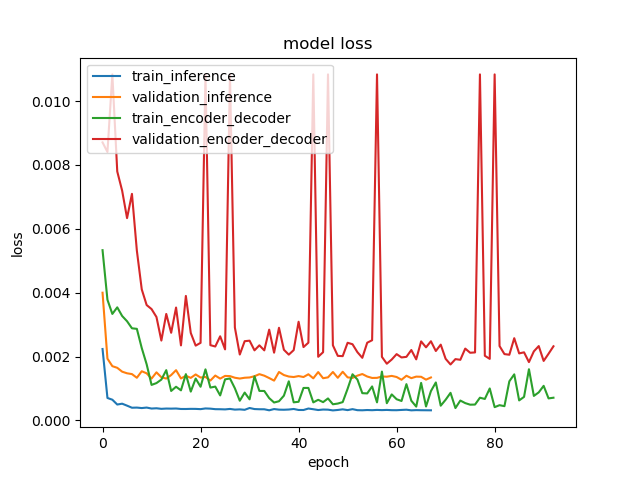 model loss
train_inference
validation_inference
train_encoder_decoder
validation_encoder_decoder
0.010
0.008
0.006
0.004
0.002
0.000
loss
0 20 40 60 80
epoch